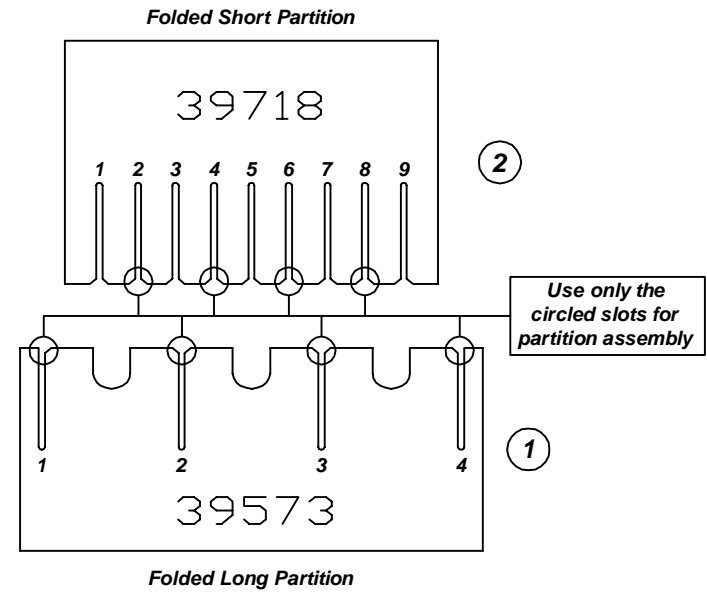 Folded Short Partition
39718
1 2 3 4 5 6 7 8 9
2
Use only the
circled slots for
partition assembly
1 2 3 4
1
39573
Folded Long Partition